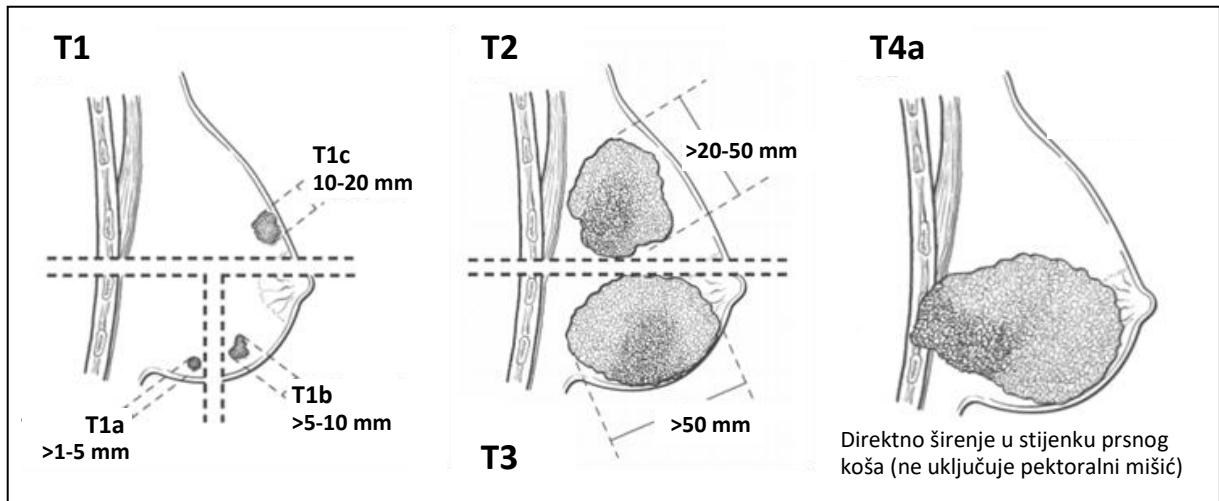 T1
T1c
10-20 mm
T1a
>1-5 mm
T1b
>5-10 mm
T2
>20-50 mm
>50 mm
T3
T4a
Direktno širenje u stijenku prsnog
koša (ne uključuje pektoralni mišić)